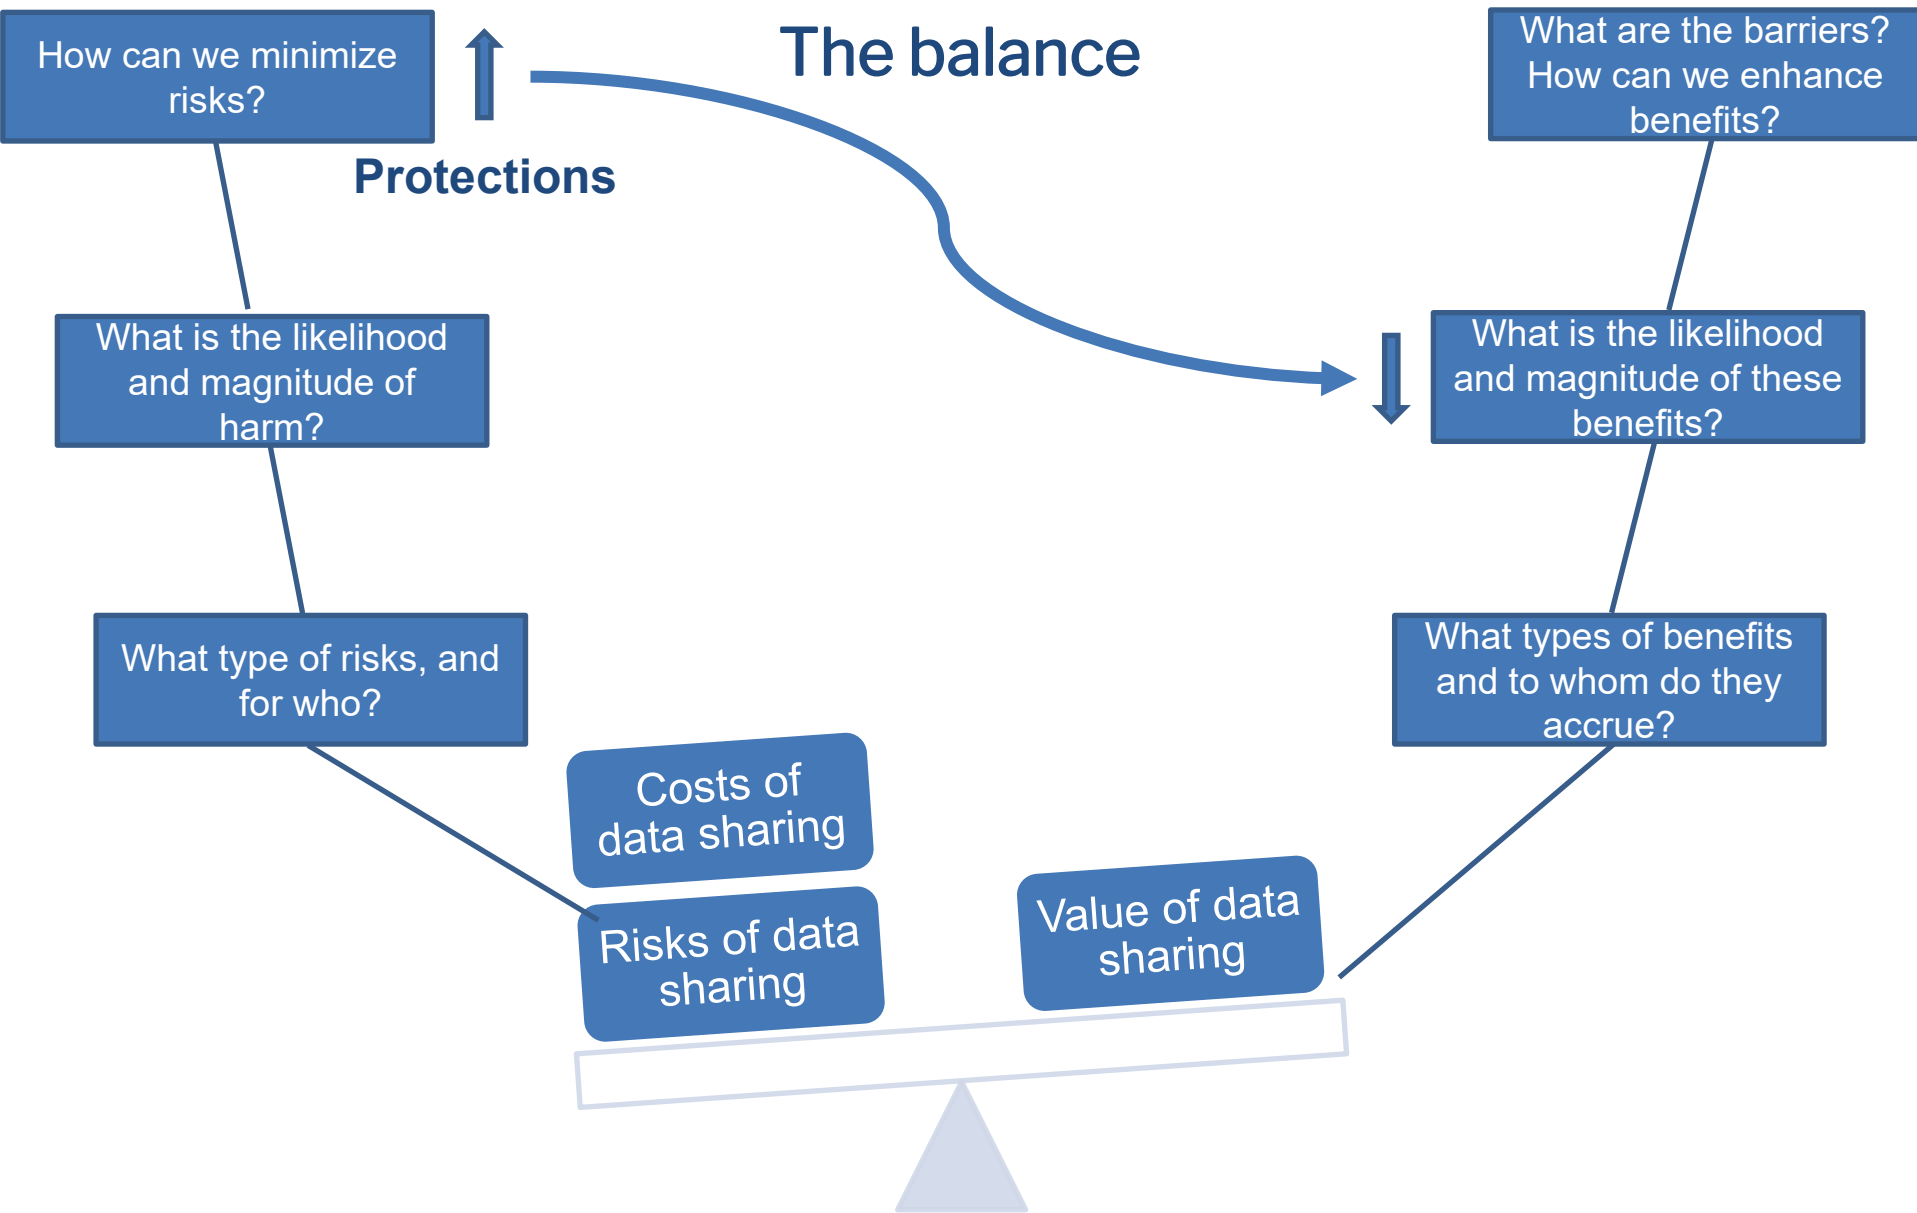 The balance
How can we minimize
risks?
Protections
What are the barriers?
How can we enhance
benefits?
What is the likelihood
and magnitude of
harm?
What is the likelihood
and magnitude of these
benefits?
What type of risks, and
for who?
What types of benefits
and to whom do they
accrue?
Costs of
data sharing
Risks of data
sharing
Value of data
sharing